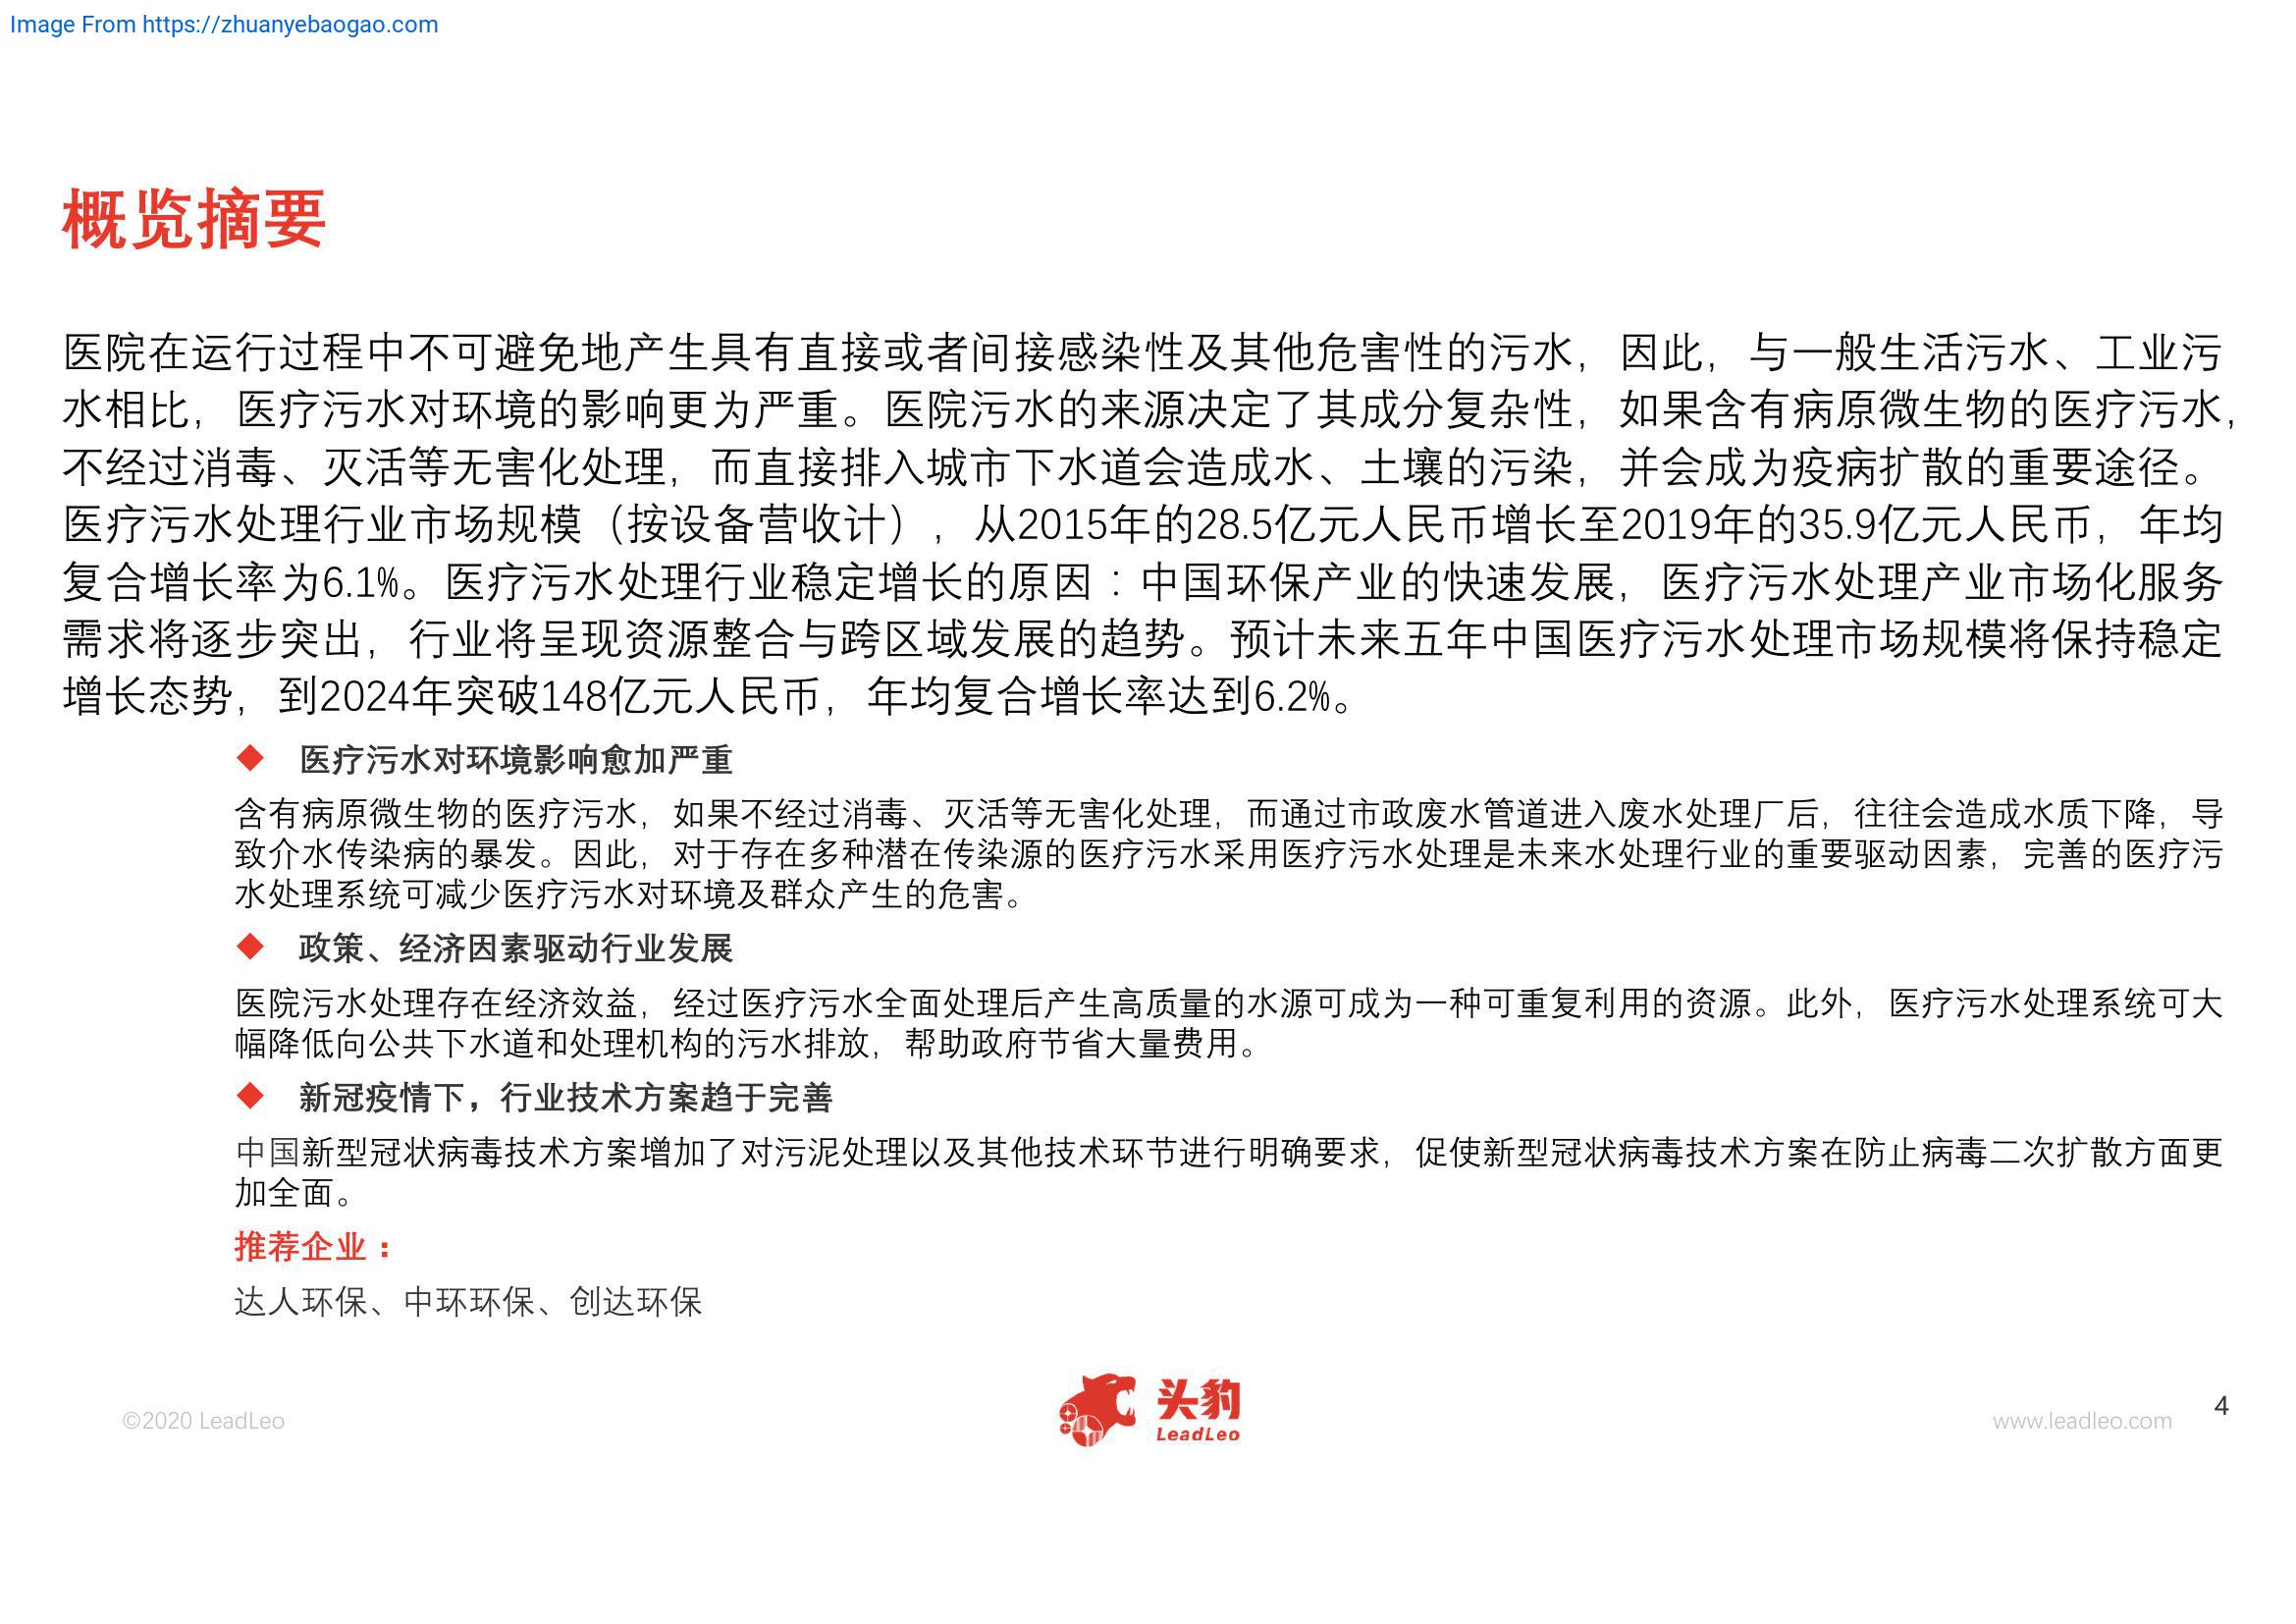 Image From https://zhuanyebaogao.com
概览摘要
医院在运行过程中不可避免地产生具有直接或者间接感染性及其他危害性的污水，因此，与一般生活污水、工业污
水相比，医疗污水对环境的影响更为严重。医院污水的来源决定了其成分复杂性，如果含有病原微生物的医疗污水，
不经过消毒、灭活等无害化处理，而直接排入城市下水道会造成水、土壤的污染，并会成为疫病扩散的重要途径。
医疗污水处理行业市场规模（按设备营收计），从2015年的28.5亿元人民币增长至2019年的35.9亿元人民币，年均
复合增长率为6.1%。医疗污水处理行业稳定增长的原因：中国环保产业的快速发展，医疗污水处理产业市场化服务
需求将逐步突出，行业将呈现资源整合与跨区域发展的趋势。预计未来五年中国医疗污水处理市场规模将保持稳定
增长态势，到2024年突破148亿元人民币，年均复合增长率达到6.2%。
◆ 医疗污水对环境影响愈加严重
含有病原微生物的医疗污水，如果不经过消毒、灭活等无害化处理，而通过市政废水管道进入废水处理厂后，往往会造成水质下降，导
致介水传染病的暴发。因此，对于存在多种潜在传染源的医疗污水采用医疗污水处理是未来水处理行业的重要驱动因素，完善的医疗污
水处理系统可减少医疗污水对环境及群众产生的危害。
◆ 政策、经济因素驱动行业发展
医院污水处理存在经济效益，经过医疗污水全面处理后产生高质量的水源可成为一种可重复利用的资源。此外，医疗污水处理系统可大
幅降低向公共下水道和处理机构的污水排放，帮助政府节省大量费用。
◆ 新冠疫情下，行业技术方案趋于完善
中国新型冠状病毒技术方案增加了对污泥处理以及其他技术环节进行明确要求，促使新型冠状病毒技术方案在防止病毒二次扩散方面更
加全面。
推荐企业：
达人环保、中环环保、创达环保
©2020 LeadLeo
头豹
LeadLeo
www.leadleo.com
4